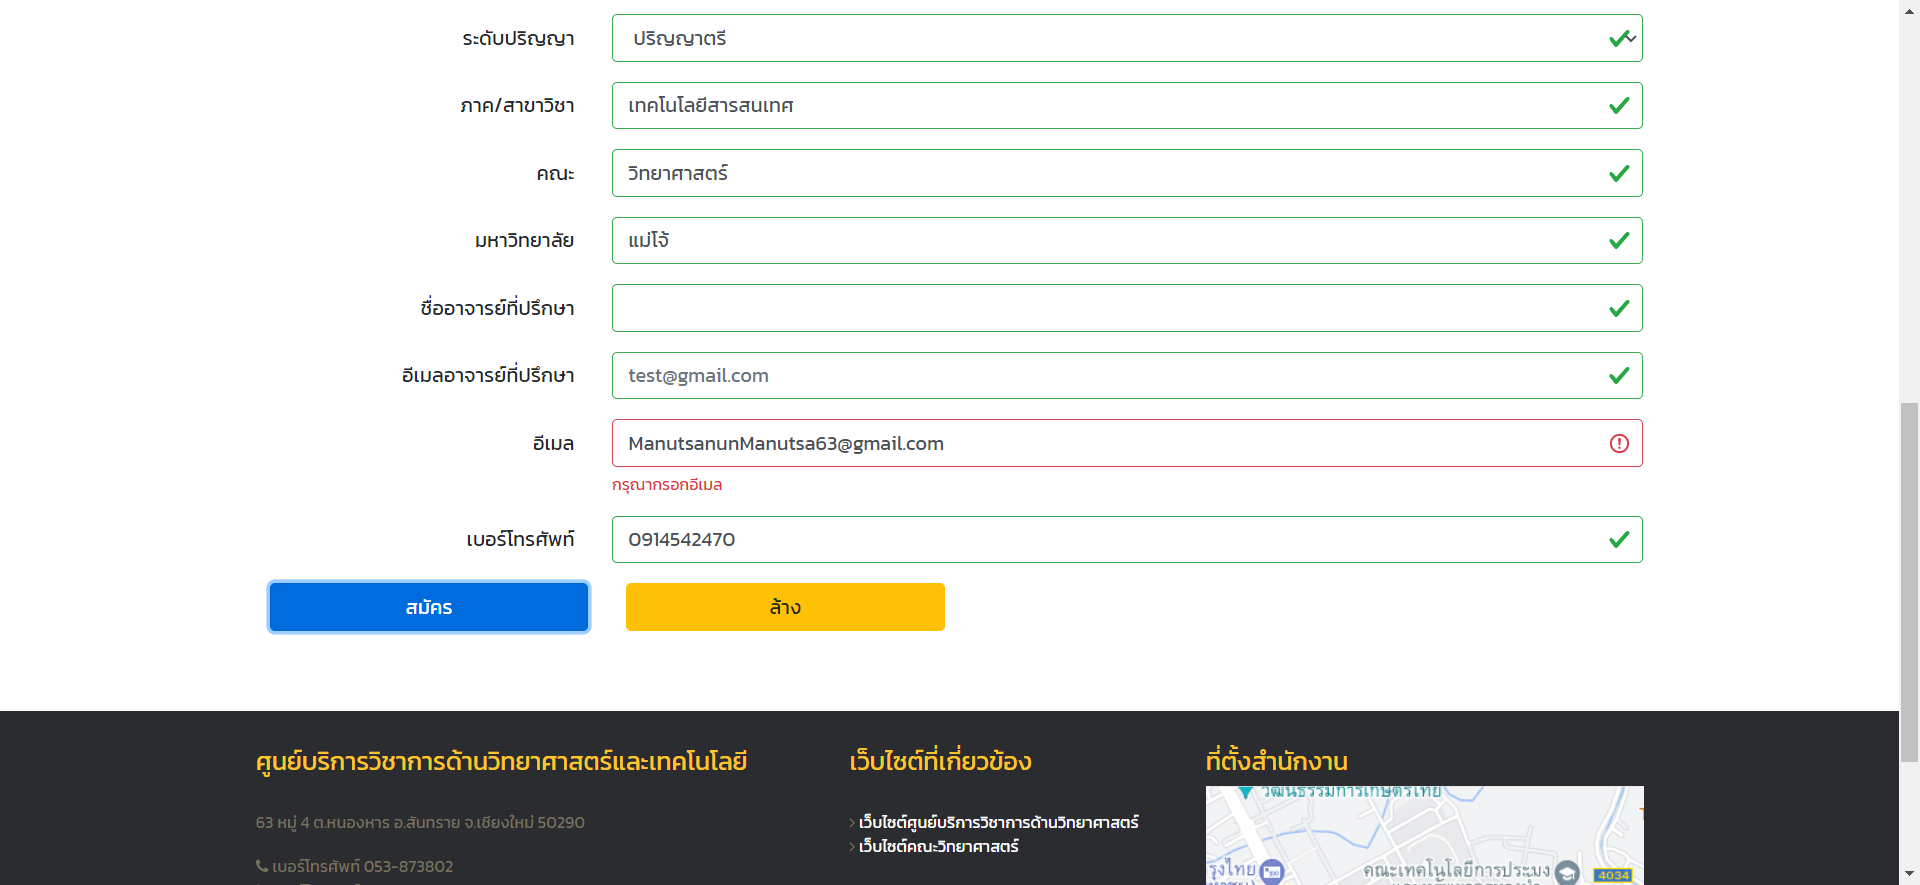 ระดับปริญญา ปริญญาตรี
ภาค/สาขาวิชา เทคโนโลยีสารสนเทศ
คณะ วิทยาศาสตร์
มหาวิทยาลัย แม่โจ้
ชื่ออาจารย์ที่ปรึกษา
อีเมลอาจารย์ที่ปรึกษา test@gmail.com
อีเมล ManutsanunManutsa63@gmail.com
กรุณากรอกอีเมล
เบอร์โทรศัพท์ 0914542470
สมัคร ล้าง
ศูนย์บริการวิชาการด้านวิทยาศาสตร์และเทคโนโลยี
63 หมู่ 4 ต.หนองหาร อ.สันทราย จ.เชียงใหม่ 50290
เบอร์โทรศัพท์ 053-873802
เว็บไซต์ที่เกี่ยวข้อง
เว็บไซต์ศูนย์บริการวิชาการด้านวิทยาศาสตร์
เว็บไซต์คณะวิทยาศาสตร์
ที่ตั้งสำนักงาน
วัฒนธรรมการเกษตรไทย
รุงไทย
คณะเทคโนโลยีการประมง
4034